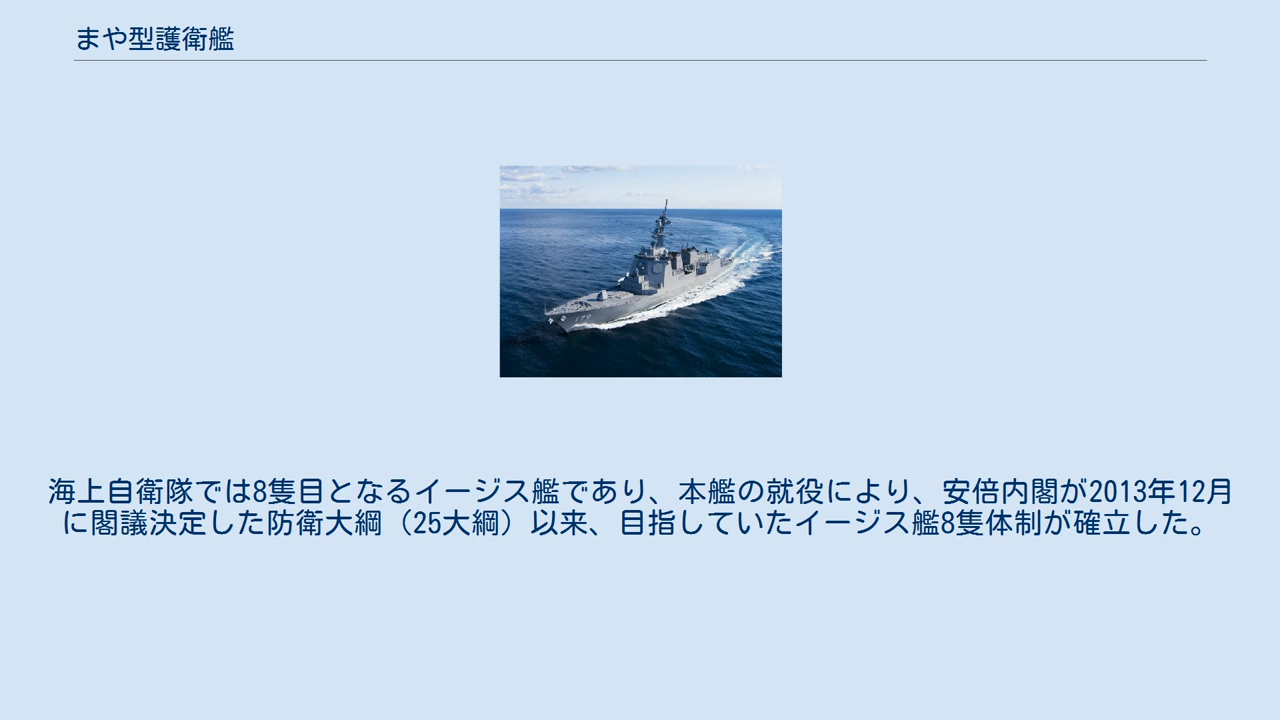 まや型護衛艦
179
海上自衛隊では8隻目となるイージス艦であり、本艦の就役により、安倍内閣が2013年12月
に閣議決定した防衛大綱（25大綱）以来、目指していたイージス艦8隻体制が確立した。